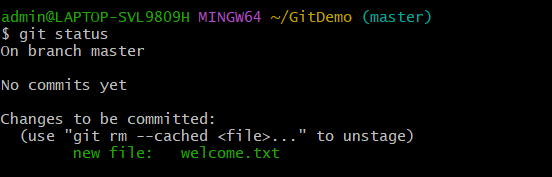 admin@LAPTOP-SVL98O9H MINGW64 ~/GitDemo (master)
$ git status
On branch master
No commits yet
Changes to be committed:
(use "git rm --cached <file>..." to unstage)
new file: welcome.txt